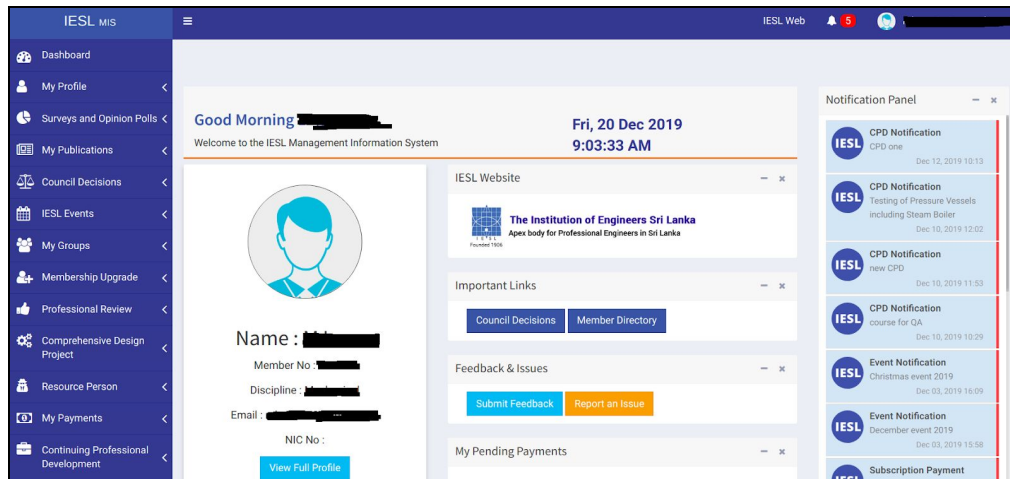 IESL MIS
IESL Web
5
Dashboard
My Profile
Surveys and Opinion Polls
My Publications
Council Decisions
IESL Events
My Groups
Membership Upgrade
Professional Review
Comprehensive Design
Project
Resource Person
My Payments
Continuing Professional
Development
Good Morning
Welcome to the IESL Management Information System
Fri, 20 Dec 2019
9:03:33 AM
Name :
Member No :
Discipline :
Email :
NIC No :
View Full Profile
IESL Website
IESL
Founded 1906
The Institution of Engineers Sri Lanka
Apex body for Professional Engineers in Sri Lanka
Important Links
Council Decisions
Member Directory
Feedback & Issues
Submit Feedback
Report an Issue
My Pending Payments
Notification Panel
IESL
CPD Notification
CPD one
Dec 12, 2019 10:13
IESL
CPD Notification
Testing of Pressure Vessels
including Steam Boiler
Dec 10, 2019 12:02
IESL
CPD Notification
new CPD
Dec 10, 2019 11:53
IESL
CPD Notification
course for QA
Dec 10, 2019 10:29
IESL
Event Notification
Christmas event 2019
Dec 03, 2019 16:09
IESL
Event Notification
December event 2019
Dec 03, 2019 15:58
IESL
Subscription Payment